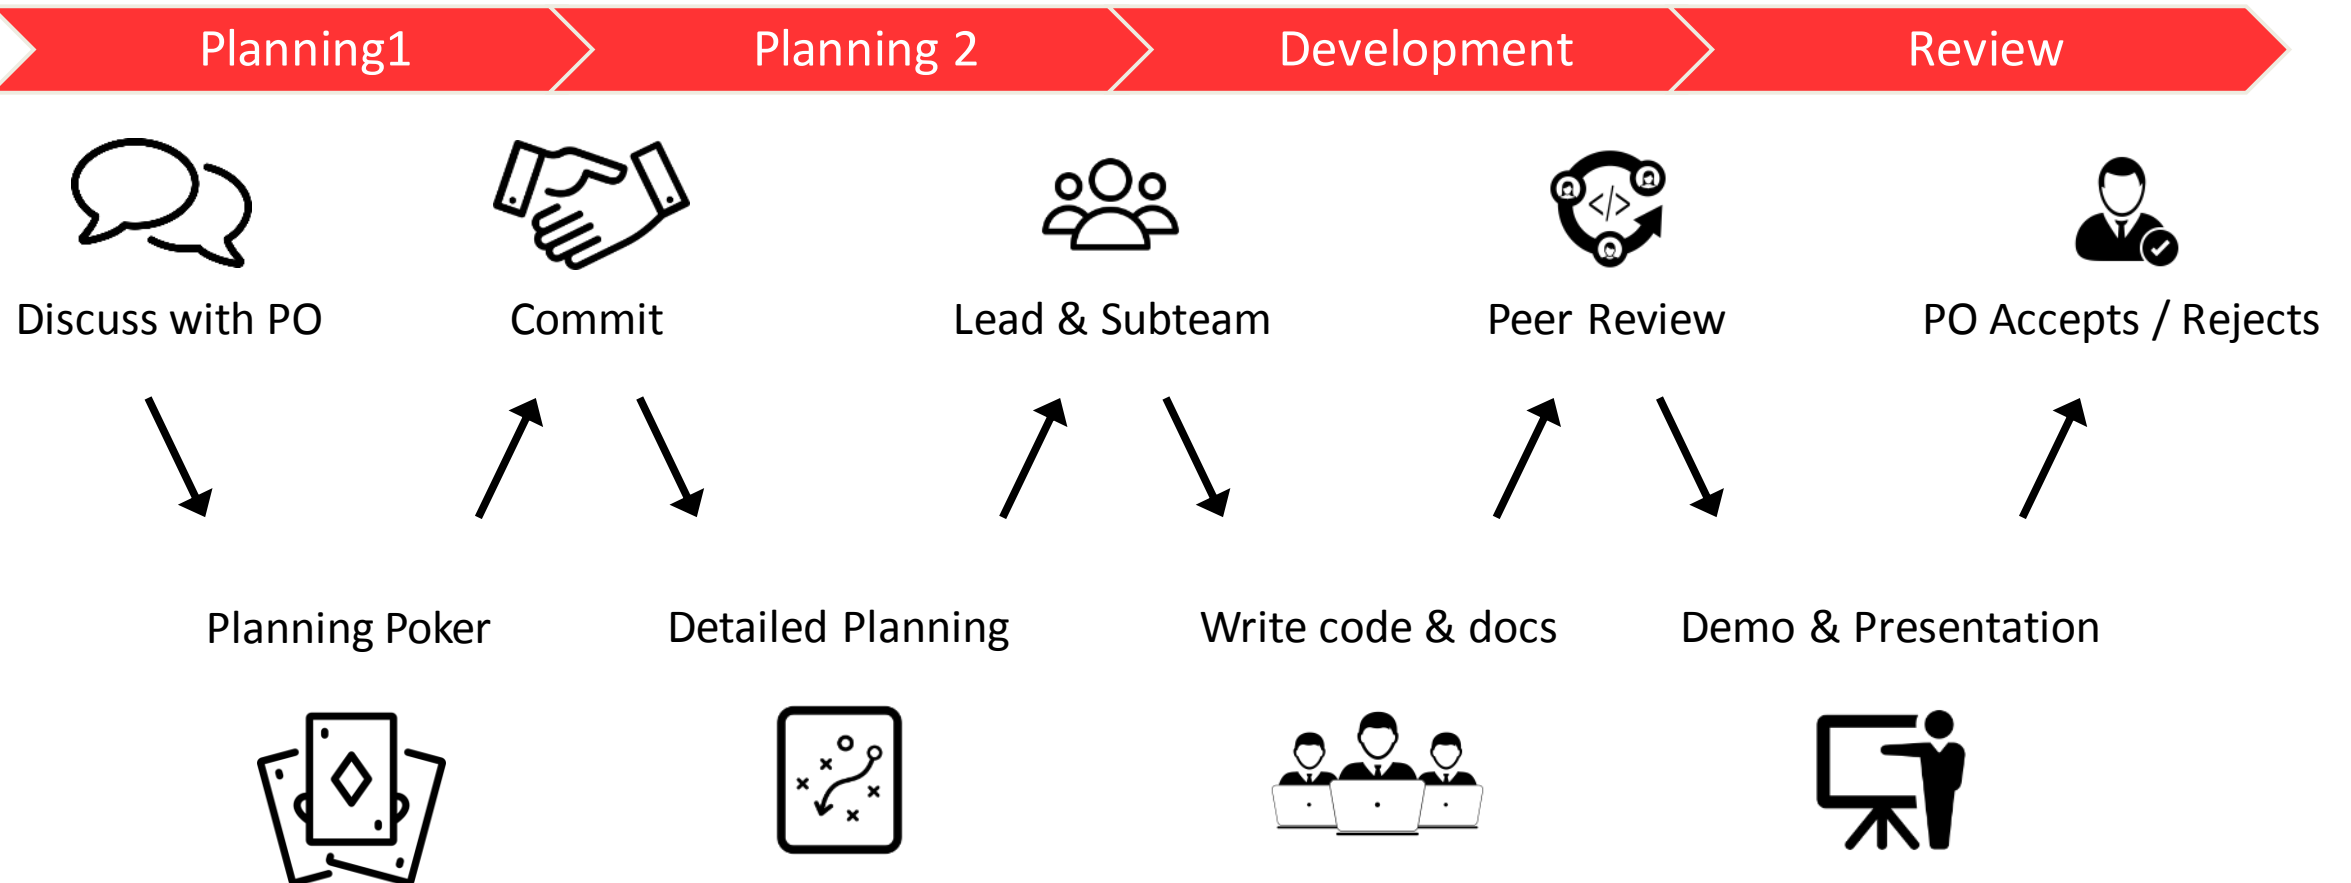 Planning1
Planning 2
Development
Review
Discuss with PO
Commit
Lead & Subteam
Peer Review
PO Accepts / Rejects
Planning Poker
Detailed Planning
Write code & docs
Demo & Presentation